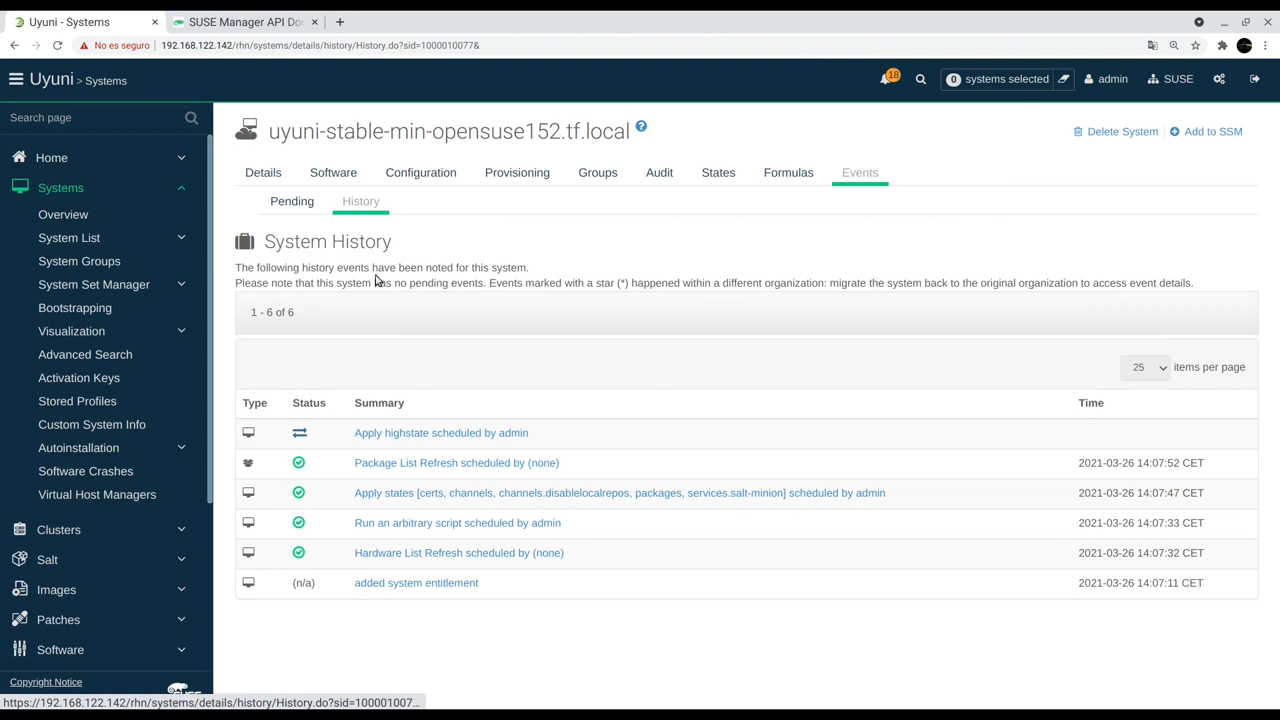 Uyuni - Systems
SUSE Manager API Do
No es seguro
192.168.122.142/rhn/systems/details/history/History.do?sid=1000010077&
Uyuni > Systems
18
0 systems selected
admin
SUSE
Search page
Home
Systems
Overview
System List
System Groups
System Set Manager
Bootstrapping
Visualization
Advanced Search
Activation Keys
Stored Profiles
Custom System Info
Autoinstallation
Software Crashes
Virtual Host Managers
Clusters
Salt
Images
Patches
Software
Copyright Notice
uyuni-stable-min-opensuse152.tf.local
Delete System
Add to SSM
Details Software Configuration Provisioning Groups Audit States Formulas Events
Pending History
System History
The following history events have been noted for this system.
Please note that this system has no pending events. Events marked with a star (*) happened within a different organization: migrate the system back to the original organization to access event details.
1 - 6 of 6
25 items per page
Type Status Summary Time
Apply highstate scheduled by admin
Package List Refresh scheduled by (none) 2021-03-26 14:07:52 CET
Apply states [certs, channels, channels.disablelocalrepos, packages, services.salt-minion] scheduled by admin 2021-03-26 14:07:47 CET
Run an arbitrary script scheduled by admin 2021-03-26 14:07:33 CET
Hardware List Refresh scheduled by (none) 2021-03-26 14:07:32 CET
(n/a) added system entitlement 2021-03-26 14:07:11 CET
https://192.168.122.142/rhn/systems/details/history/History.do?sid=100001007...